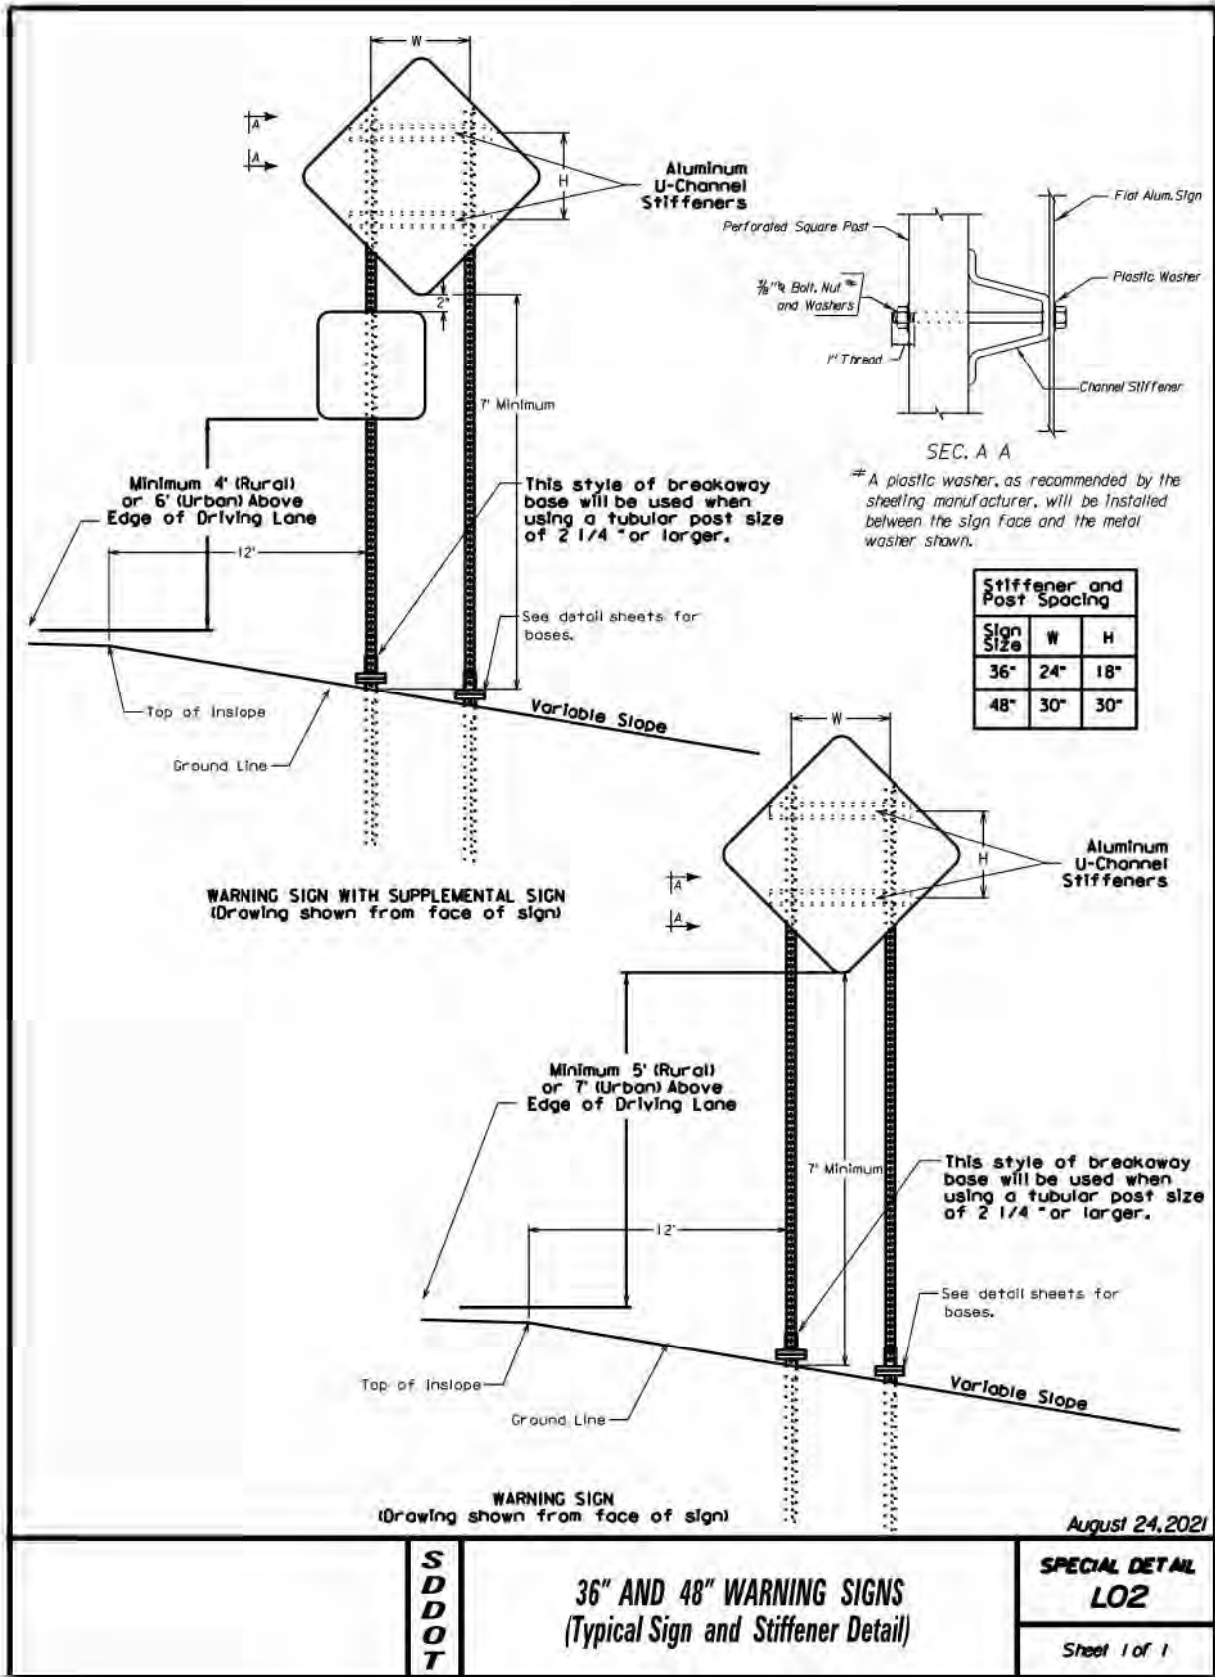 W
A
A
H
Aluminum
U-Channel
Stiffeners
2"
7' Minimum
Minimum 4' (Rural)
or 6' (Urban) Above
Edge of Driving Lane
12'
This style of breakaway
base will be used when
using a tubular post size
of 2 1/4 " or larger.
See detail sheets for
bases.
Top of Inslope
Ground Line
Variable Slope
WARNING SIGN WITH SUPPLEMENTAL SIGN
(Drawing shown from face of sign)
Flat Alum. Sign
Perforated Square Post
Plastic Washer
Bolt, Nut *
and Washers
1" Thread
Channel Stiffener
SEC. A A
* A plastic washer, as recommended by the
sheeting manufacturer, will be installed
between the sign face and the metal
washer shown.
Stiffener and
Post Spacing
Sign
Size W H
36" 24" 18"
48" 30" 30"
W
H
A
A
Aluminum
U-Channel
Stiffeners
Minimum 5' (Rural)
or 7' (Urban) Above
Edge of Driving Lane
7' Minimum
12'
This style of breakaway
base will be used when
using a tubular post size
of 2 1/4 " or larger.
See detail sheets for
bases.
Top of Inslope
Ground Line
Variable Slope
WARNING SIGN
(Drawing shown from face of sign)
August 24, 2021
SDDOT
36" AND 48" WARNING SIGNS
(Typical Sign and Stiffener Detail)
SPECIAL DETAIL
L02
Sheet 1 of 1